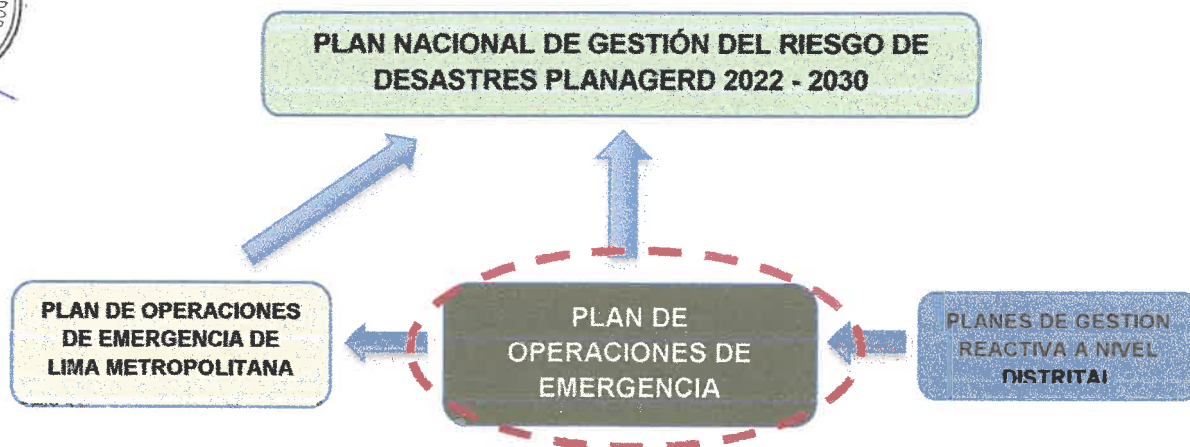 PLAN NACIONAL DE GESTIÓN DEL RIESGO DE
DESASTRES PLANAGERD 2022 - 2030
PLAN DE OPERACIONES
DE EMERGENCIA DE
LIMA METROPOLITANA
PLAN DE
OPERACIONES DE
EMERGENCIA
PLANES DE GESTION
REACTIVA A NIVEL
DISTRITAL